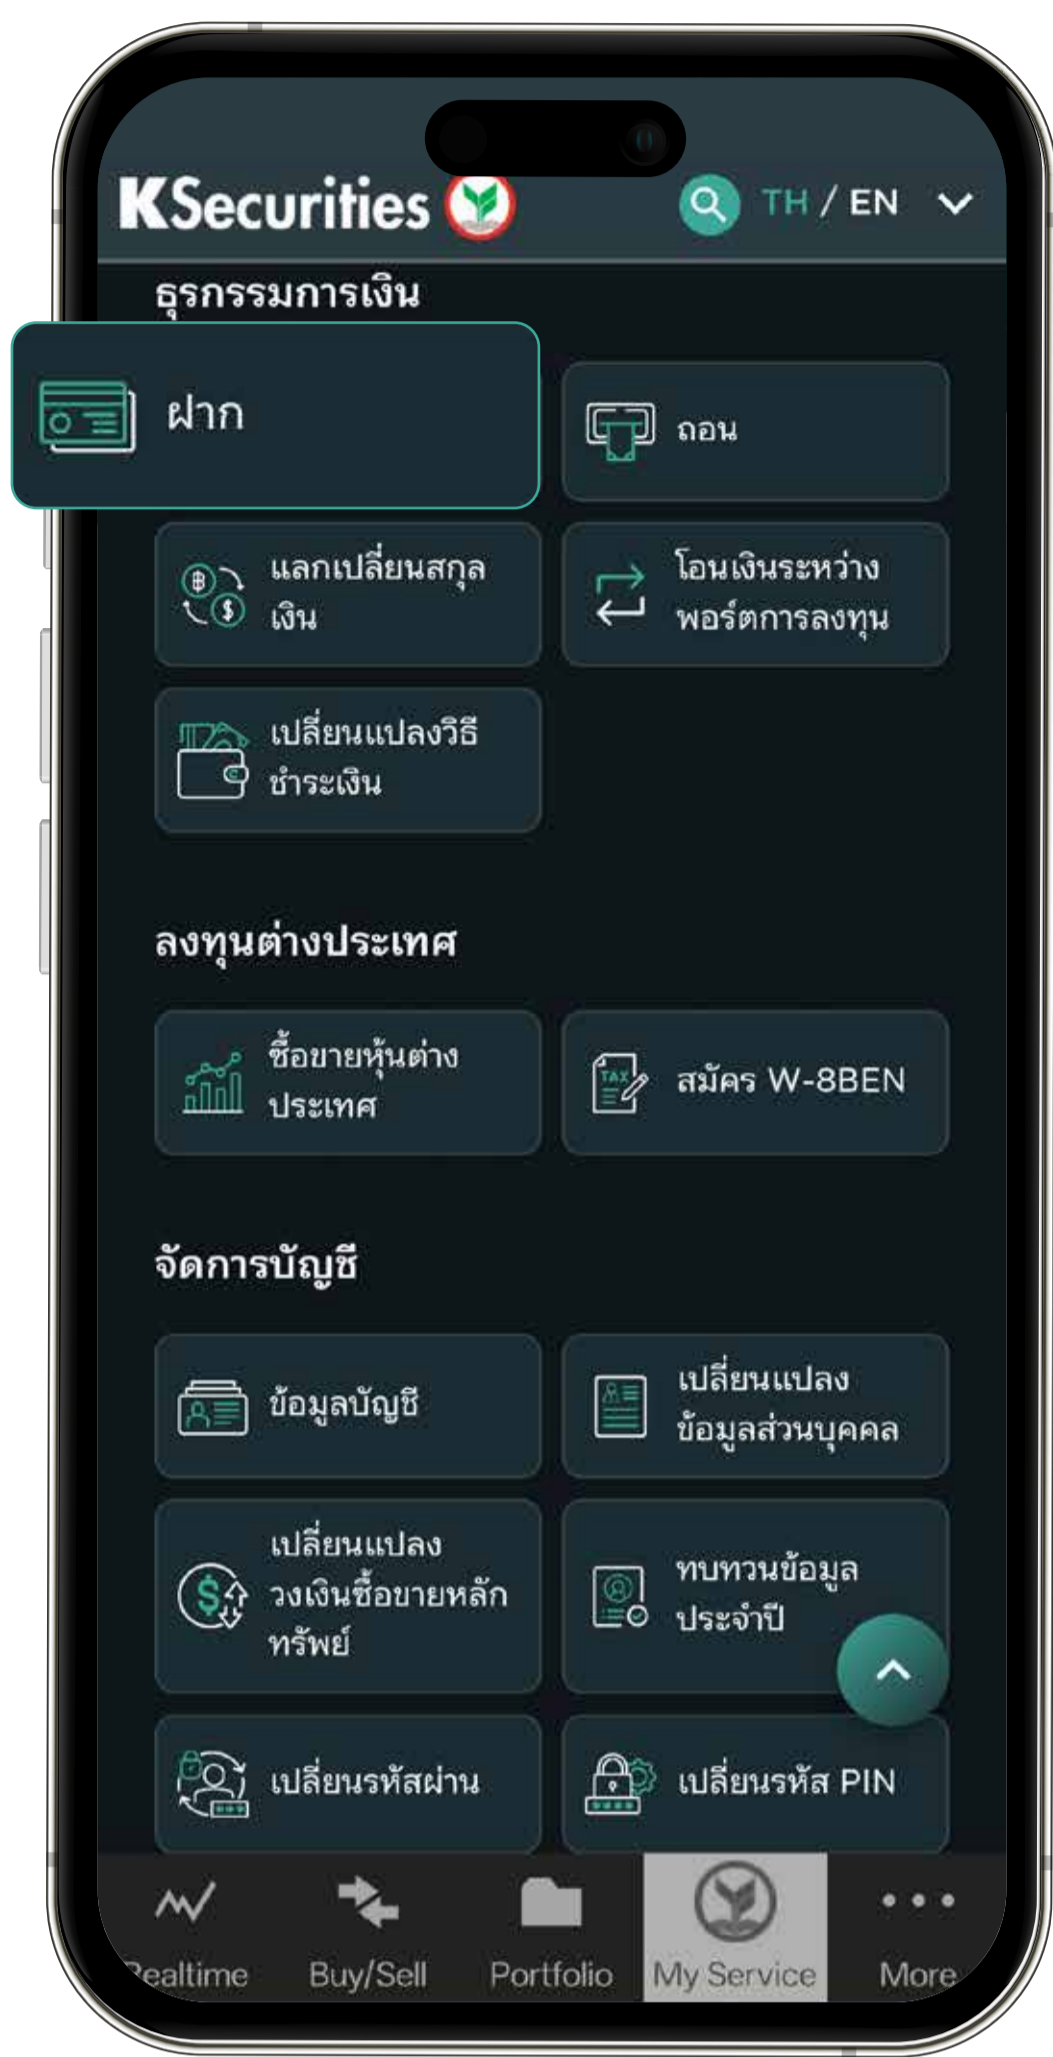 KSecurities
TH / EN
ธุรกรรมการเงิน
ฝาก
ถอน
แลกเปลี่ยนสกุล
เงิน
โอนเงินระหว่าง
พอร์ตการลงทุน
เปลี่ยนแปลงวิธี
ชำระเงิน
ลงทุนต่างประเทศ
ซื้อขายหุ้นต่าง
ประเทศ
TAX
สมัคร W-8BEN
จัดการบัญชี
ข้อมูลบัญชี
เปลี่ยนแปลง
ข้อมูลส่วนบุคคล
เปลี่ยนแปลง
วงเงินซื้อขายหลัก
ทรัพย์
ทบทวนข้อมูล
ประจำปี
เปลี่ยนรหัสผ่าน
เปลี่ยนรหัส PIN
Realtime
Buy/Sell
Portfolio
My Service
More